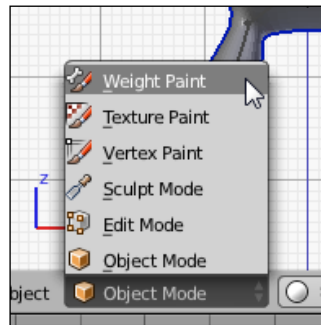 Weight Paint
Texture Paint
Vertex Paint
Sculpt Mode
z
Edit Mode
Object Mode
bject Object Mode